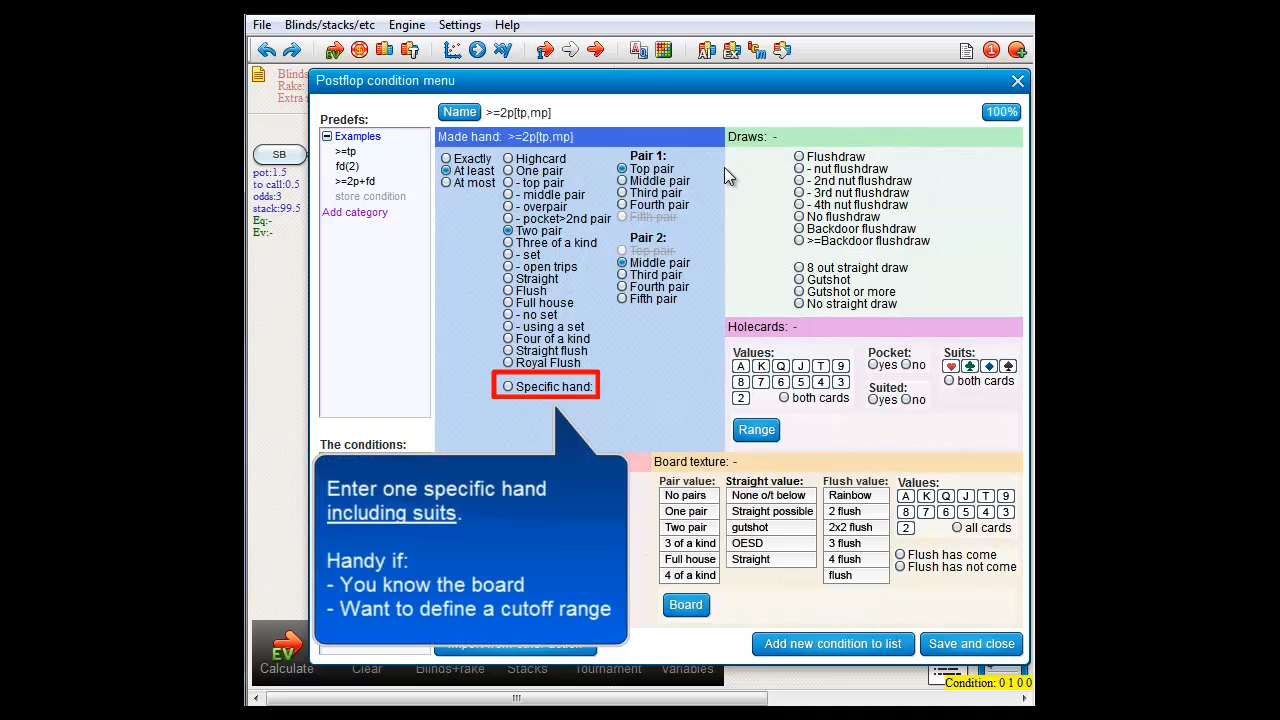 File Blinds/stacks/etc Engine Settings Help
Blinds
Rake:
Extra s
SB
pot:1.5
to call:0.5
odds:3
stack:99.5
Eq:-
Ev:-
Postflop condition menu
Predefs:
Examples
>=tp
fd(2)
>=2p+fd
store condition
Add category
The conditions:
Name >=2p[tp,mp] 100%
Made hand: >=2p[tp,mp]
Exactly
At least
At most
Highcard
One pair
- top pair
- middle pair
- overpair
- pocket>2nd pair
Two pair
Three of a kind
- set
- open trips
Straight
Flush
Full house
- no set
- using a set
Four of a kind
Straight flush
Royal Flush
Specific hand:
Pair 1:
Top pair
Middle pair
Third pair
Fourth pair
Fifth pair
Pair 2:
Top pair
Middle pair
Third pair
Fourth pair
Fifth pair
Draws: -
Flushdraw
- nut flushdraw
- 2nd nut flushdraw
- 3rd nut flushdraw
- 4th nut flushdraw
No flushdraw
Backdoor flushdraw
>=Backdoor flushdraw
8 out straight draw
Gutshot
Gutshot or more
No straight draw
Holecards: -
Values:
A K Q J T 9
8 7 6 5 4 3
2 both cards
Pocket:
yes no
Suited:
yes no
Suits:
♥ ♣ ♦ ♠
both cards
Range
Board texture: -
Pair value:
No pairs
One pair
Two pair
3 of a kind
Full house
4 of a kind
Straight value:
None o/t below
Straight possible
gutshot
OESD
Straight
Flush value:
Rainbow
2 flush
2x2 flush
3 flush
4 flush
flush
Values:
A K Q J T 9
8 7 6 5 4 3
2 all cards
Flush has come
Flush has not come
Board
Enter one specific hand
including suits.
Handy if:
- You know the board
- Want to define a cutoff range
Add new condition to list Save and close
EV
Calculate Clear Blinds+rake Stacks Tournament Variables
Condition: 0 1 0 0